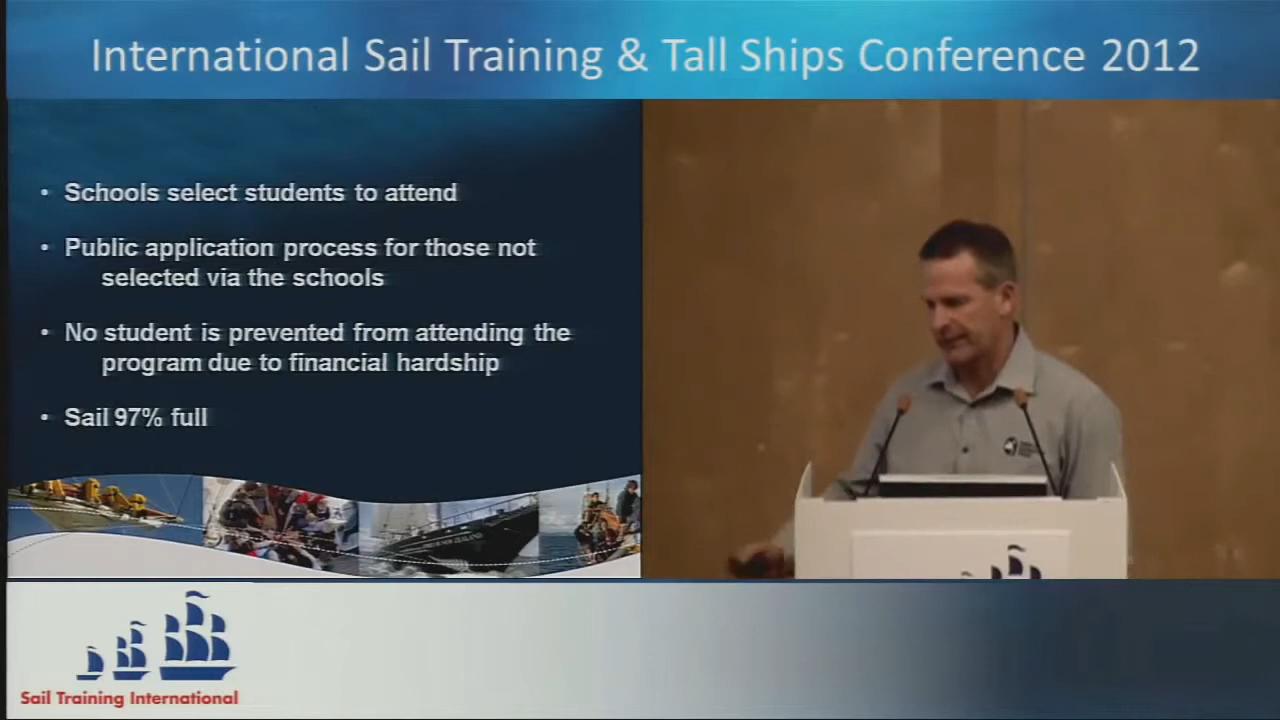 International Sail Training & Tall Ships Conference 2012
• Schools select students to attend
• Public application process for those not
selected via the schools
• No student is prevented from attending the
program due to financial hardship
• Sail 97% full
Sail Training International